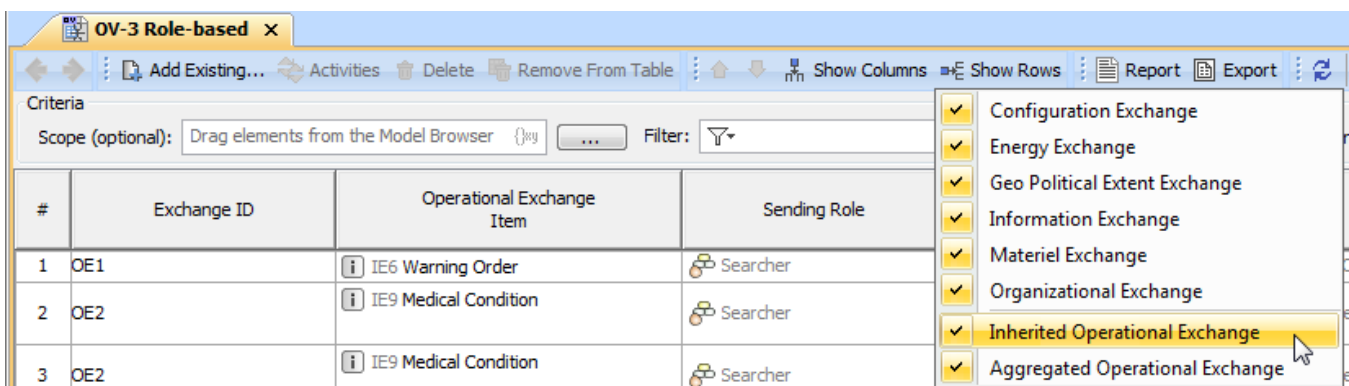 OV-3 Role-based
Add Existing... Activities Delete Remove From Table Show Columns Show Rows Report Export
Criteria
Scope (optional): Drag elements from the Model Browser {}xy ... Filter:
# Exchange ID Operational Exchange Item Sending Role
1 OE1 IE6 Warning Order Searcher
2 OE2 IE9 Medical Condition Searcher
3 OE2 IE9 Medical Condition Searcher
Configuration Exchange
Energy Exchange
Geo Political Extent Exchange
Information Exchange
Materiel Exchange
Organizational Exchange
Inherited Operational Exchange
Aggregated Operational Exchange